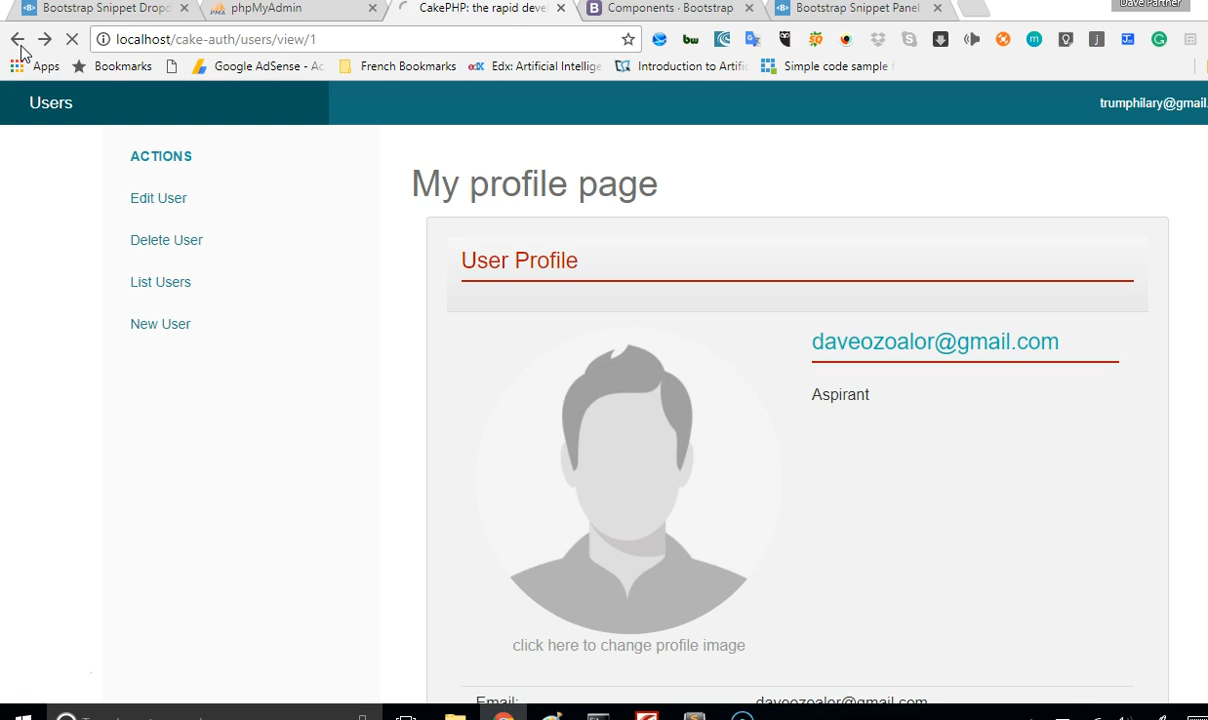 Bootstrap Snippet Dropd
phpMyAdmin
CakePHP: the rapid deve
Components · Bootstrap
Bootstrap Snippet Panel
Dave Partner
localhost/cake-auth/users/view/1
Apps
Bookmarks
Google AdSense - Ac
French Bookmarks
Edx: Artificial Intellige
Introduction to Artific
Simple code sample
Users
trumphilary@gmail.
ACTIONS
Edit User
Delete User
List Users
New User
My profile page
User Profile
daveozoalor@gmail.com
Aspirant
click here to change profile image
Email:
daveozoalor@gmail.com